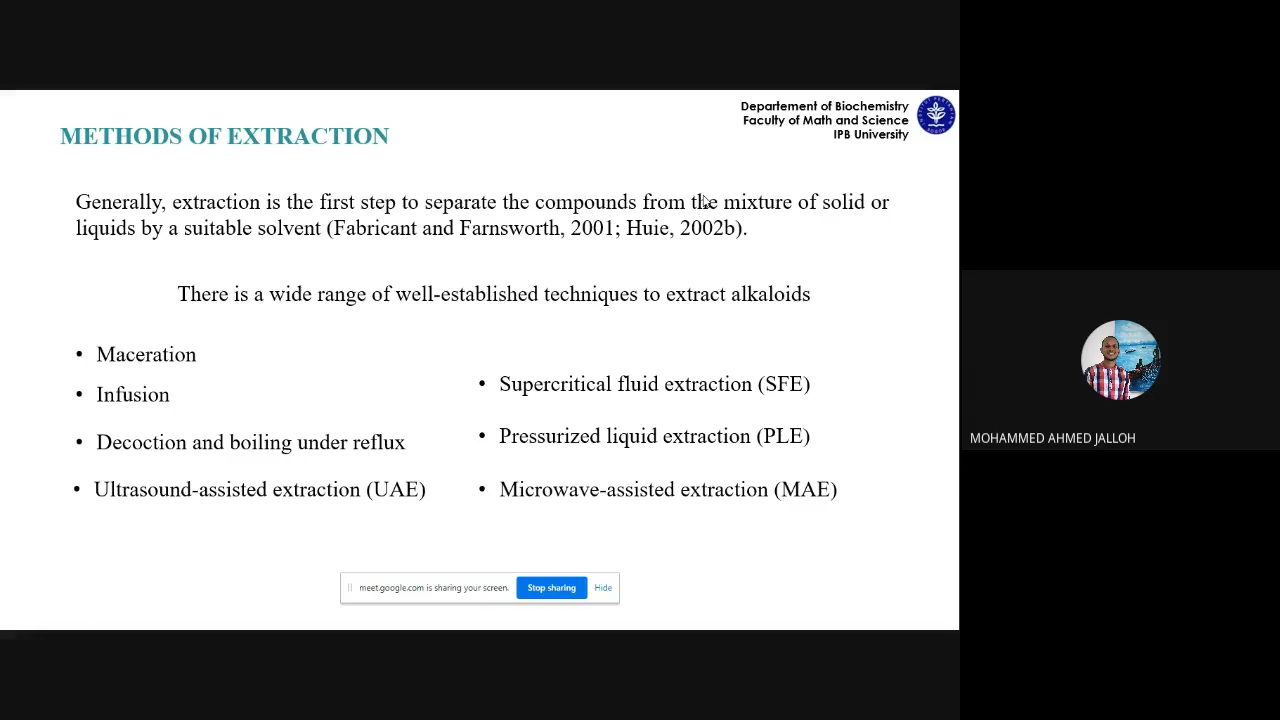 Departement of Biochemistry
Faculty of Math and Science
IPB University
METHODS OF EXTRACTION
Generally, extraction is the first step to separate the compounds from the mixture of solid or
liquids by a suitable solvent (Fabricant and Farnsworth, 2001; Huie, 2002b).
There is a wide range of well-established techniques to extract alkaloids
• Maceration
• Infusion
• Decoction and boiling under reflux
• Ultrasound-assisted extraction (UAE)
• Supercritical fluid extraction (SFE)
• Pressurized liquid extraction (PLE)
• Microwave-assisted extraction (MAE)
meet.google.com is sharing your screen.
Stop sharing
Hide
MOHAMMED AHMED JALLOH